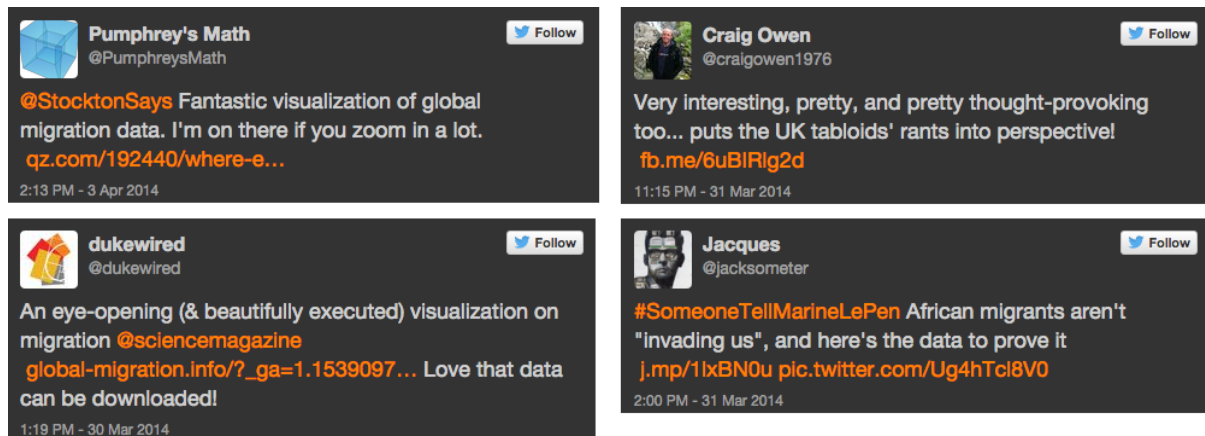 Pumphrey's Math
@PumphreysMath
Follow
@StocktonSays Fantastic visualization of global
migration data. I'm on there if you zoom in a lot.
qz.com/192440/where-e…
2:13 PM - 3 Apr 2014
Craig Owen
@craigowen1976
Follow
Very interesting, pretty, and pretty thought-provoking
too... puts the UK tabloids' rants into perspective!
fb.me/6uBlRlg2d
11:15 PM - 31 Mar 2014
dukewired
@dukewired
Follow
An eye-opening (& beautifully executed) visualization on
migration @sciencemagazine
global-migration.info/?_ga=1.1539097… Love that data
can be downloaded!
1:19 PM - 30 Mar 2014
Jacques
@jacksometer
Follow
#SomeoneTellMarineLePen African migrants aren't
"invading us", and here's the data to prove it
j.mp/1lxBN0u pic.twitter.com/Ug4hTcl8V0
2:00 PM - 31 Mar 2014